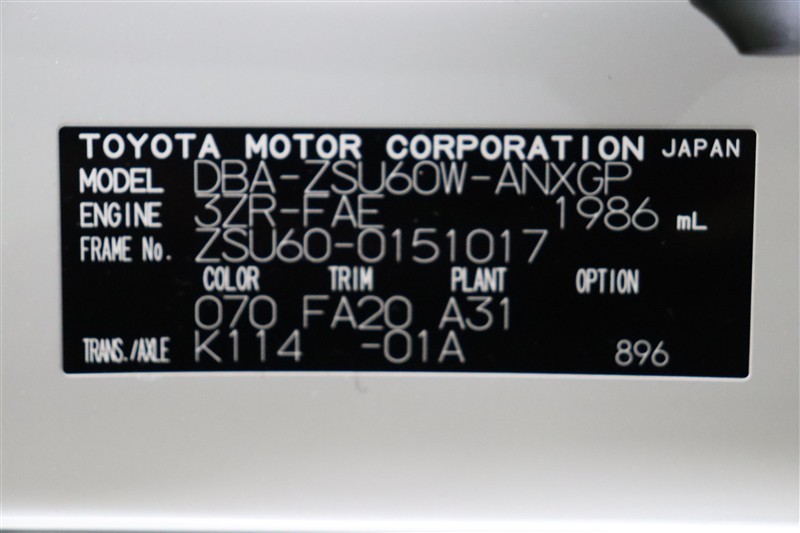 TOYOTA MOTOR CORPORATION JAPAN
MODEL DBA-ZSU60W-ANXGP
ENGINE 3ZR-FAE 1986 mL
FRAME No. ZSU60-0151017
COLOR TRIM PLANT OPTION
070 FA20 A31
TRANS./AXLE K114 -01A 896